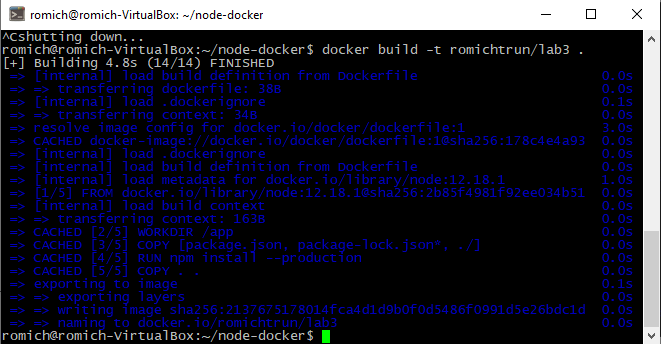 romich@romich-VirtualBox: ~/node-docker
^Cshutting down...
romich@romich-VirtualBox:~/node-docker$ docker build -t romichtrun/lab3 .
[+] Building 4.8s (14/14) FINISHED
=> [internal] load build definition from Dockerfile 0.0s
=> => transferring dockerfile: 38B 0.0s
=> [internal] load .dockerignore 0.1s
=> => transferring context: 34B 0.0s
=> resolve image config for docker.io/docker/dockerfile:1 3.0s
=> CACHED docker-image://docker.io/docker/dockerfile:1@sha256:178c4e4a93 0.0s
=> [internal] load .dockerignore 0.0s
=> [internal] load build definition from Dockerfile 0.0s
=> [internal] load metadata for docker.io/library/node:12.18.1 1.0s
=> [1/5] FROM docker.io/library/node:12.18.1@sha256:2b85f4981f92ee034b51 0.0s
=> [internal] load build context 0.0s
=> => transferring context: 163B 0.0s
=> CACHED [2/5] WORKDIR /app 0.0s
=> CACHED [3/5] COPY [package.json, package-lock.json*, ./] 0.0s
=> CACHED [4/5] RUN npm install --production 0.0s
=> CACHED [5/5] COPY . . 0.0s
=> exporting to image 0.1s
=> => exporting layers 0.0s
=> => writing image sha256:2137675178014fca4d1d9b0f0d5486f0991d5e26bdc1d 0.0s
=> => naming to docker.io/romichtrun/lab3 0.0s
romich@romich-VirtualBox:~/node-docker$